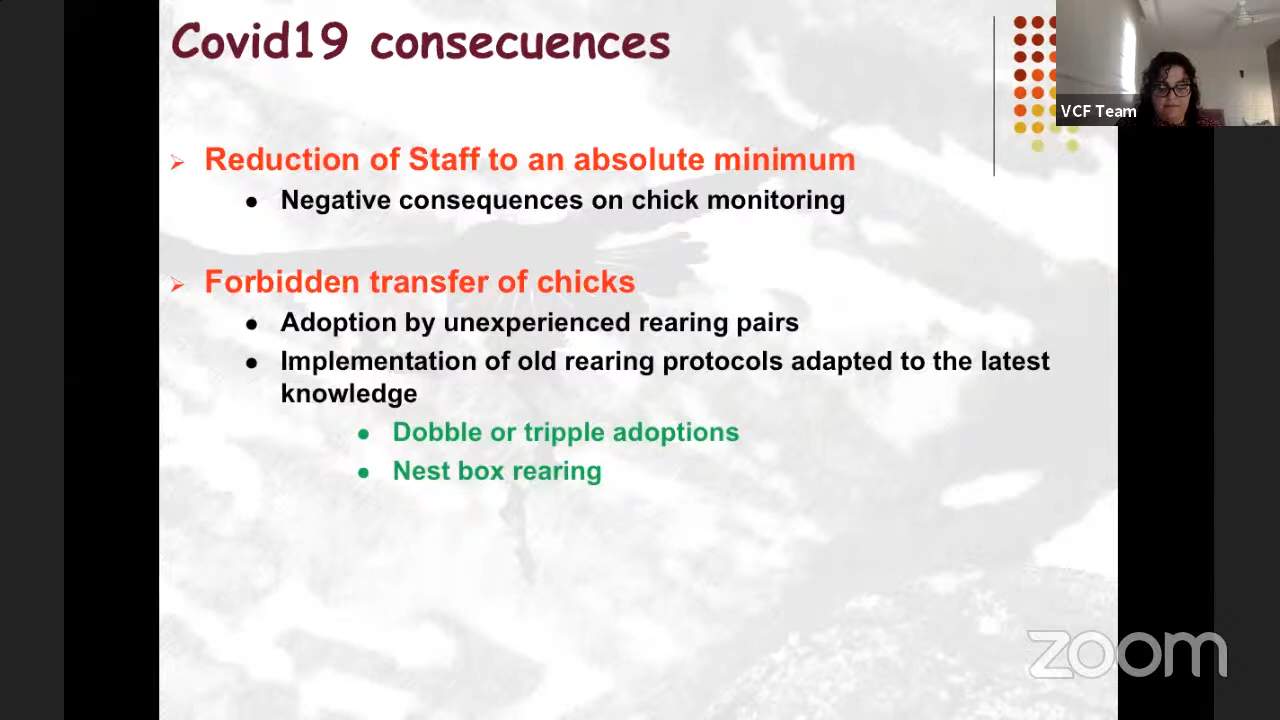 Covid19 consecuences
VCF Team
Reduction of Staff to an absolute minimum
Negative consequences on chick monitoring
Forbidden transfer of chicks
Adoption by unexperienced rearing pairs
Implementation of old rearing protocols adapted to the latest
knowledge
Dobble or tripple adoptions
Nest box rearing
zoom